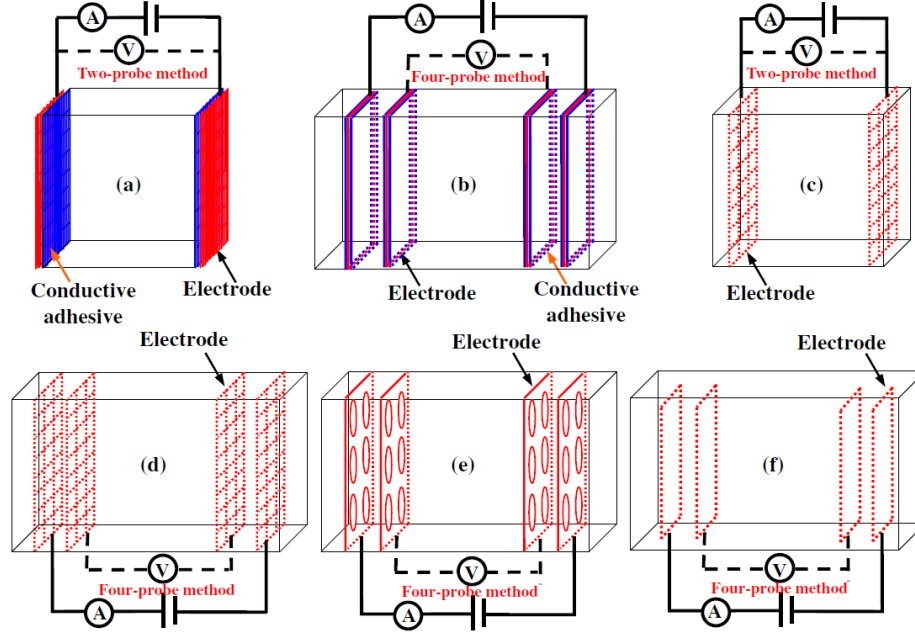 A
V
Two-probe method
(a)
Conductive
adhesive
Electrode
A
V
Four-probe method
(b)
Electrode
Conductive
adhesive
A
V
Two-probe method
(c)
Electrode
Electrode
(d)
V
Four-probe method
A
Electrode
(e)
V
Four-probe method
A
Electrode
(f)
V
Four-probe method
A